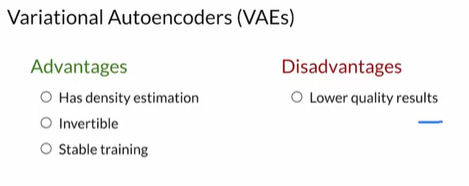 Variational Autoencoders (VAEs)
Advantages
Has density estimation
Invertible
Stable training
Disadvantages
Lower quality results